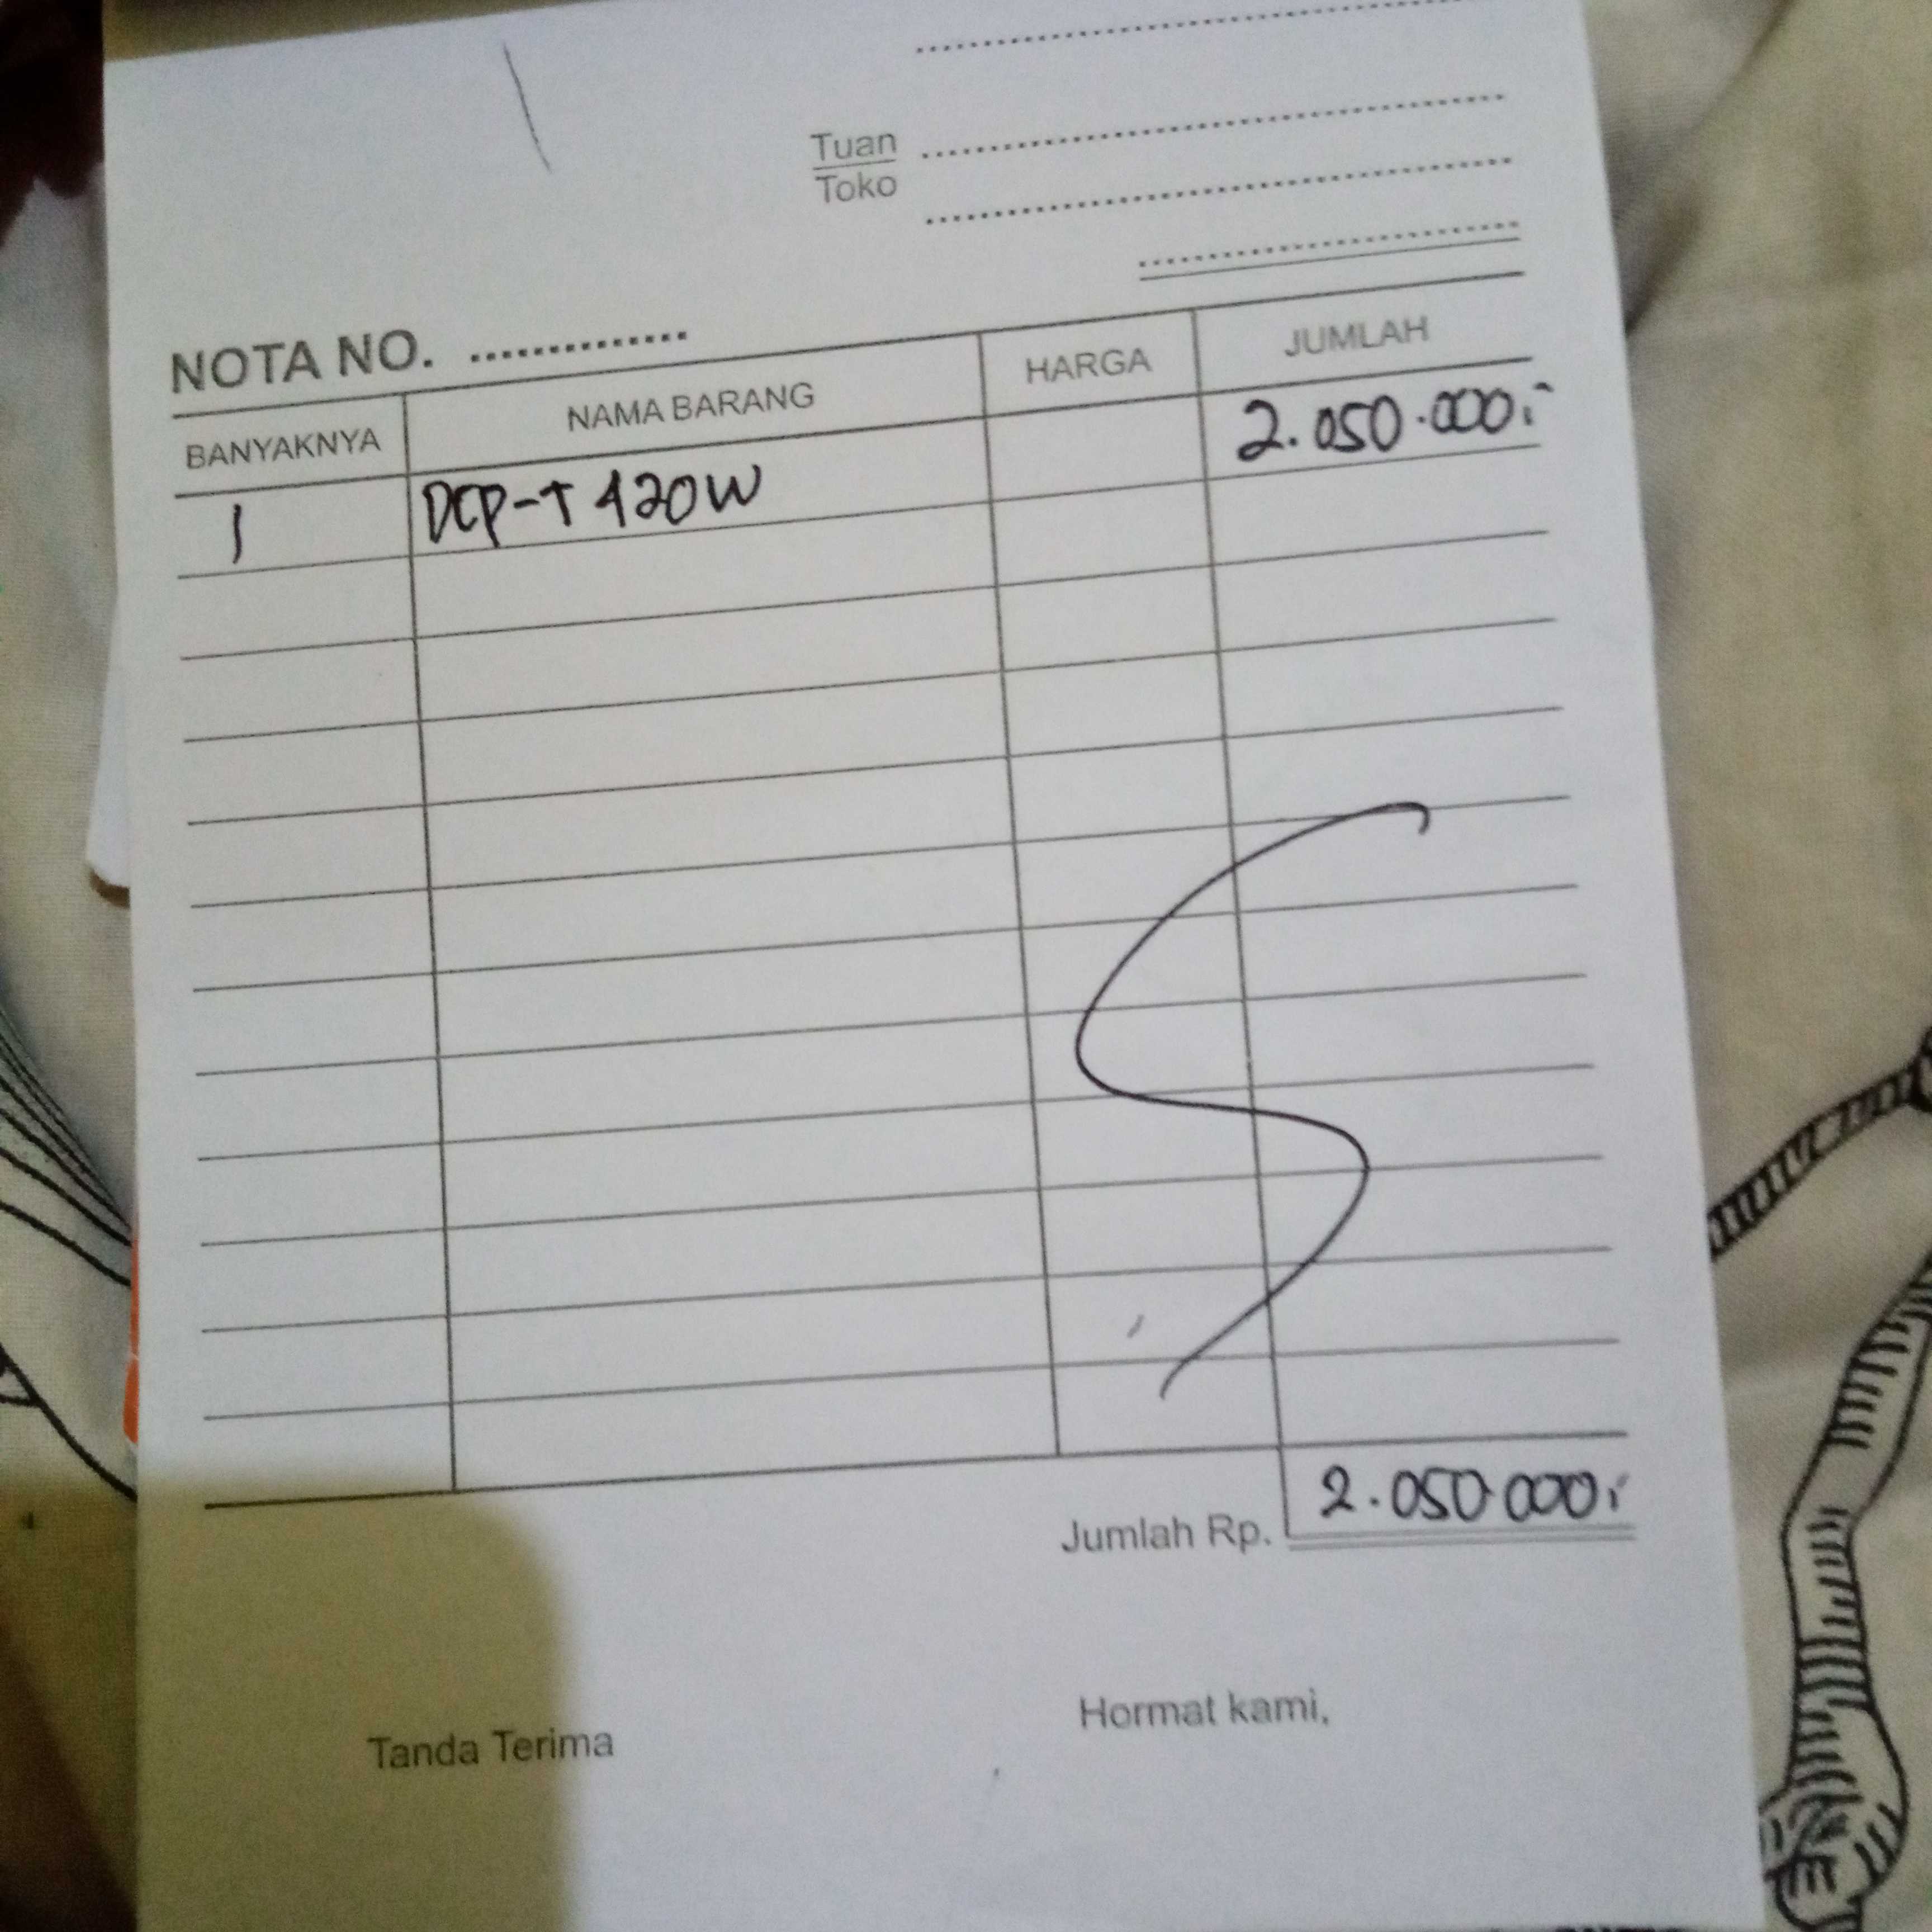 Tuan
Toko
NOTA NO. ..............
BANYAKNYA NAMA BARANG HARGA JUMLAH
1 DCP-T 420W 2.050.000,-
Jumlah Rp. 2.050.000,-
Tanda Terima Hormat kami,